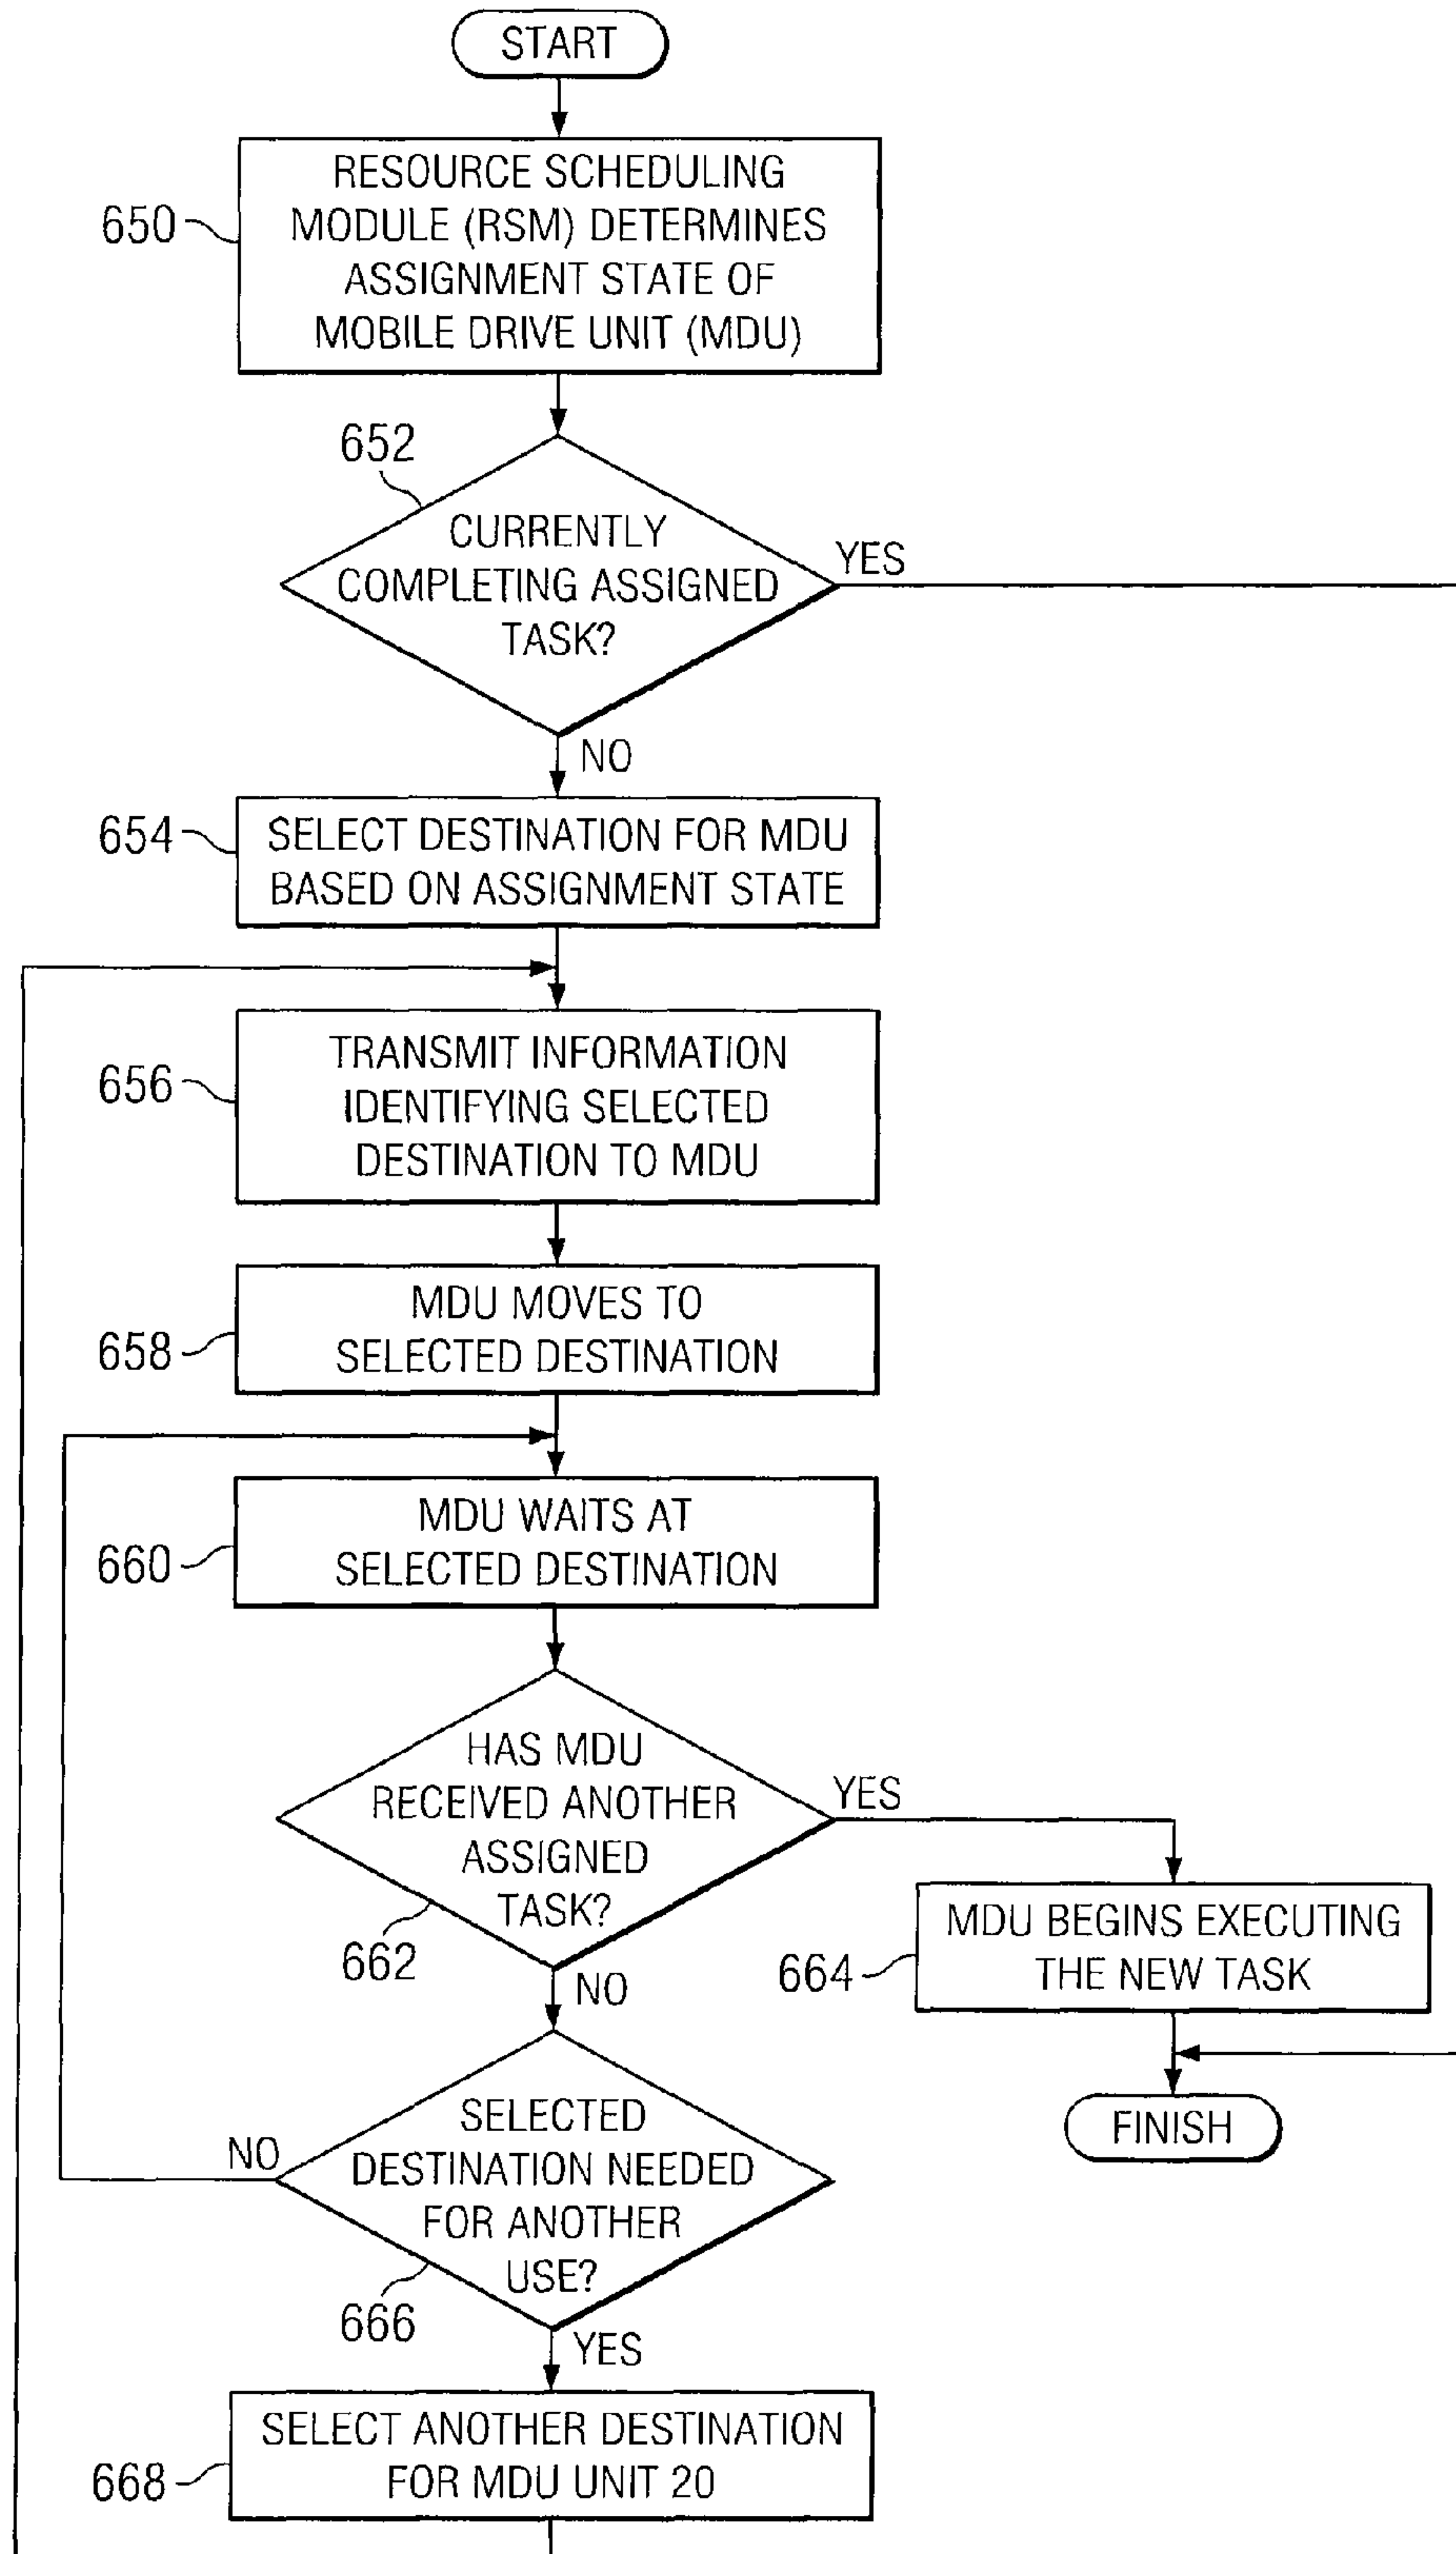 START
650
RESOURCE SCHEDULING
MODULE (RSM) DETERMINES
ASSIGNMENT STATE OF
MOBILE DRIVE UNIT (MDU)
652
CURRENTLY
COMPLETING ASSIGNED
TASK?
YES
NO
654
SELECT DESTINATION FOR MDU
BASED ON ASSIGNMENT STATE
656
TRANSMIT INFORMATION
IDENTIFYING SELECTED
DESTINATION TO MDU
658
MDU MOVES TO
SELECTED DESTINATION
660
MDU WAITS AT
SELECTED DESTINATION
HAS MDU
RECEIVED ANOTHER
ASSIGNED
TASK?
YES
662
NO
664
MDU BEGINS EXECUTING
THE NEW TASK
FINISH
SELECTED
DESTINATION NEEDED
FOR ANOTHER
USE?
NO
666
YES
668
SELECT ANOTHER DESTINATION
FOR MDU UNIT 20